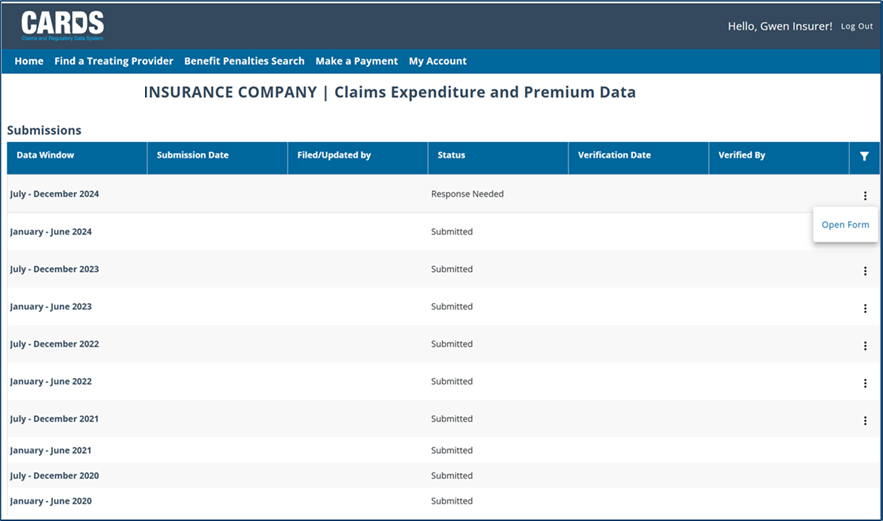 CARDS
Claims and Regulatory Data System
Hello, Gwen Insurer! Log Out
Home Find a Treating Provider Benefit Penalties Search Make a Payment My Account
INSURANCE COMPANY | Claims Expenditure and Premium Data
Submissions
Data Window Submission Date Filed/Updated by Status Verification Date Verified By
July - December 2024 Response Needed
Open Form
January - June 2024 Submitted
July - December 2023 Submitted
January - June 2023 Submitted
July - December 2022 Submitted
January - June 2022 Submitted
July - December 2021 Submitted
January - June 2021 Submitted
July - December 2020 Submitted
January - June 2020 Submitted